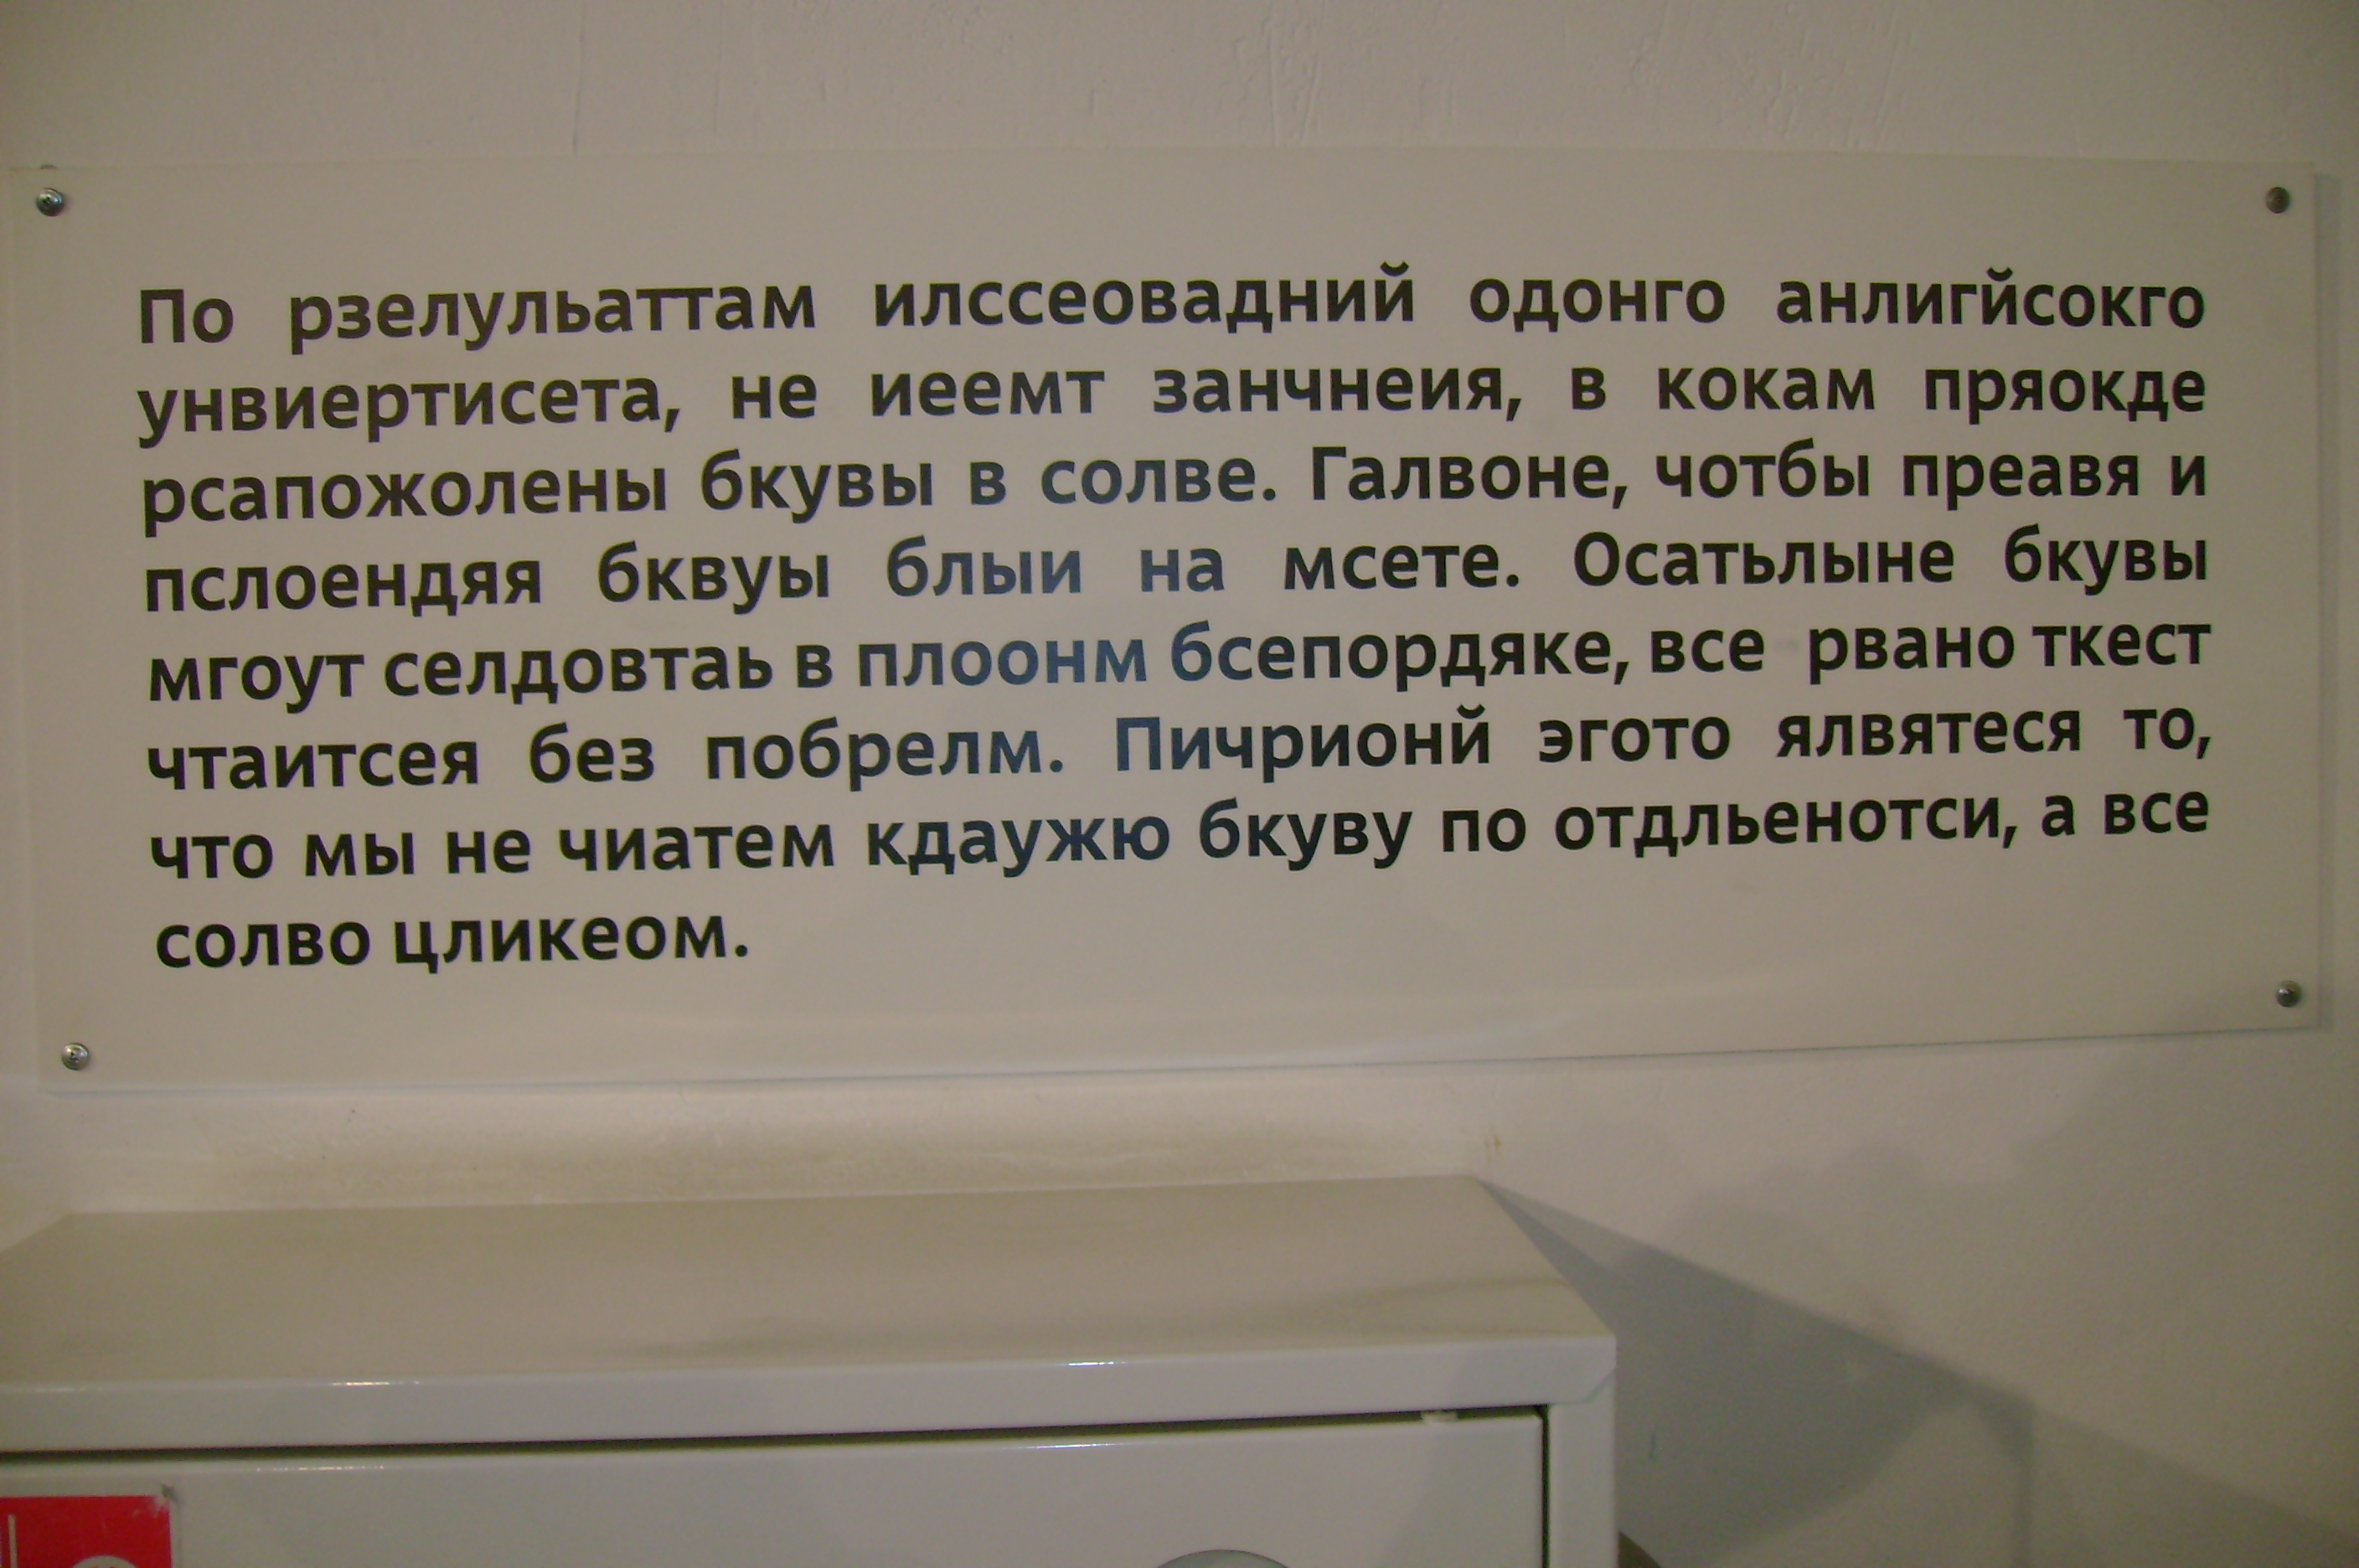 По рзелульаттам илссеовадний одонго анлигйсокго
унвиертисета, не иеемт занчнеия, в кокам пряокде
рсапожолены бкувы в солве. Галвоне, чотбы преавя и
пслоендяя бквуы блыи на мсете. Осатьлыне бкувы
мгоут селдовтаь в плоонм бсепордяке, все рвано ткест
чтаитсея без побрелм. Пичрионй эгото ялвятеся то,
что мы не чиатем кдаужю бкуву по отдльенотси, а все
солво цликеом.